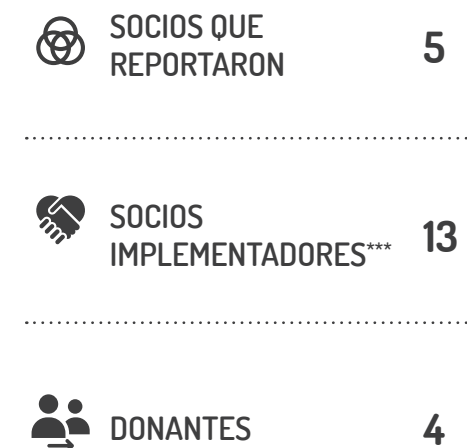 SOCIOS QUE
REPORTARON 5
SOCIOS
IMPLEMENTADORES*** 13
DONANTES 4